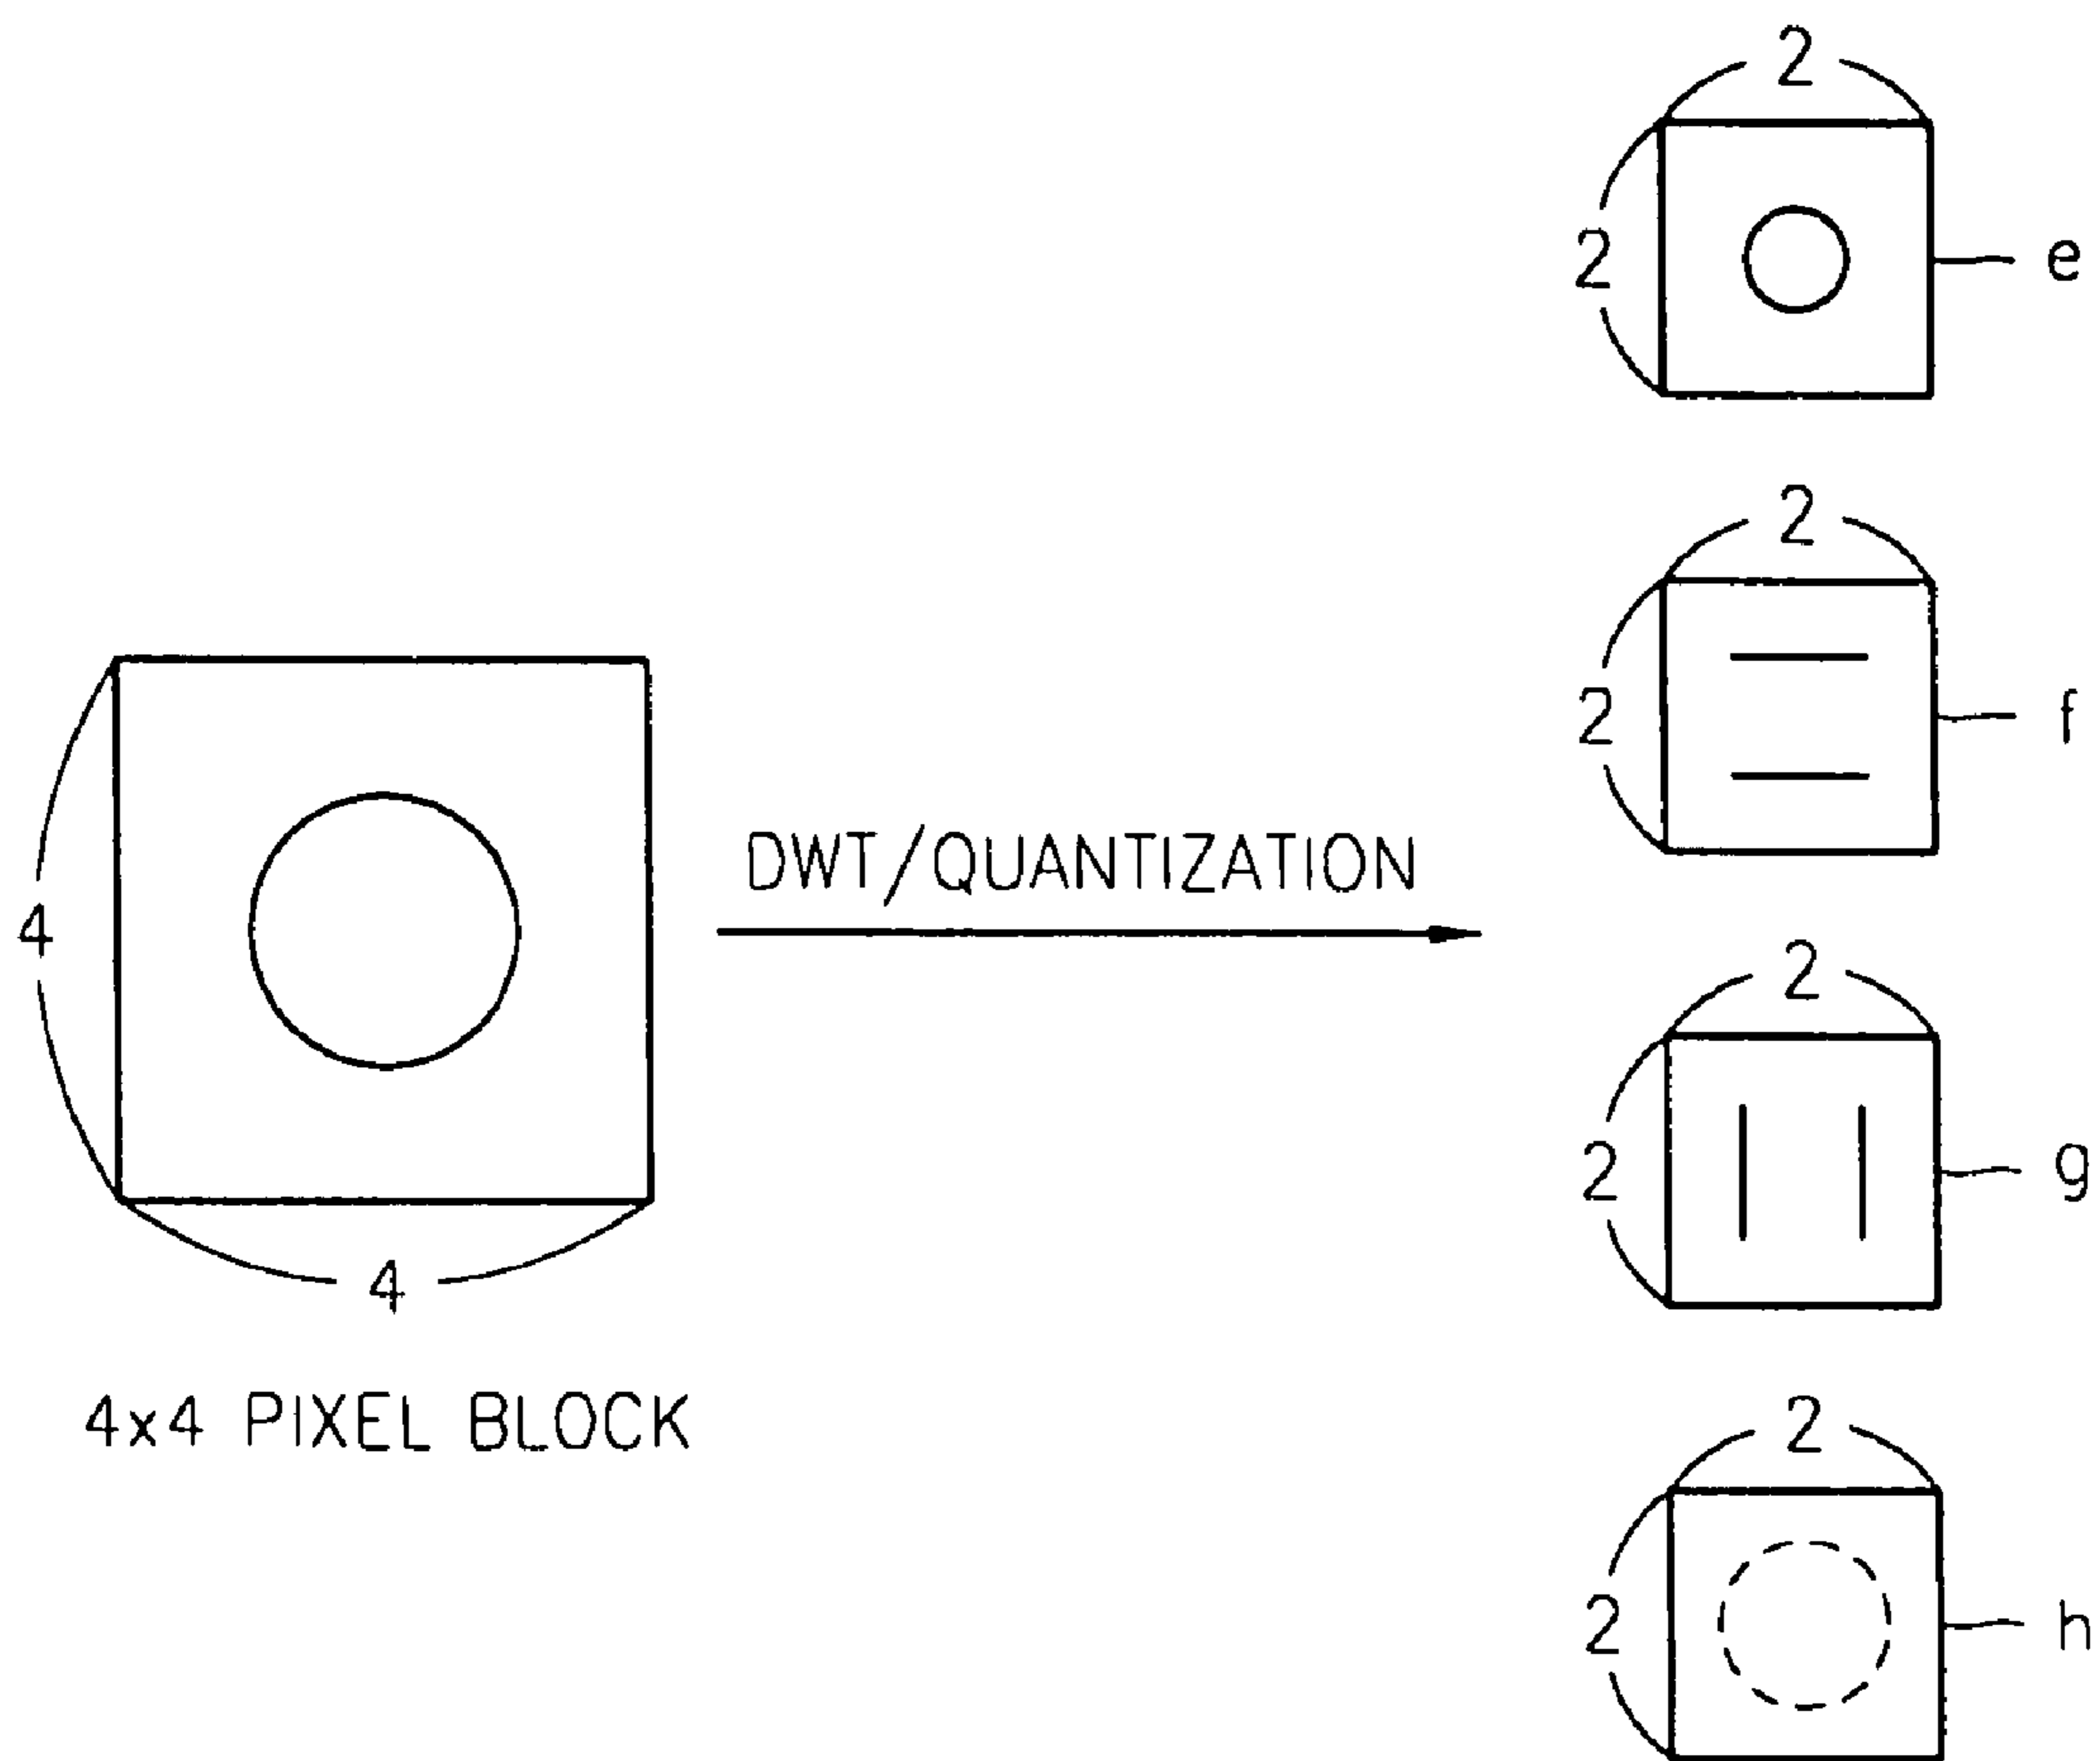 2
2 e
2
2 f
4
DWT/QUANTIZATION
2
2 g
4
4x4 PIXEL BLOCK
2
2 h